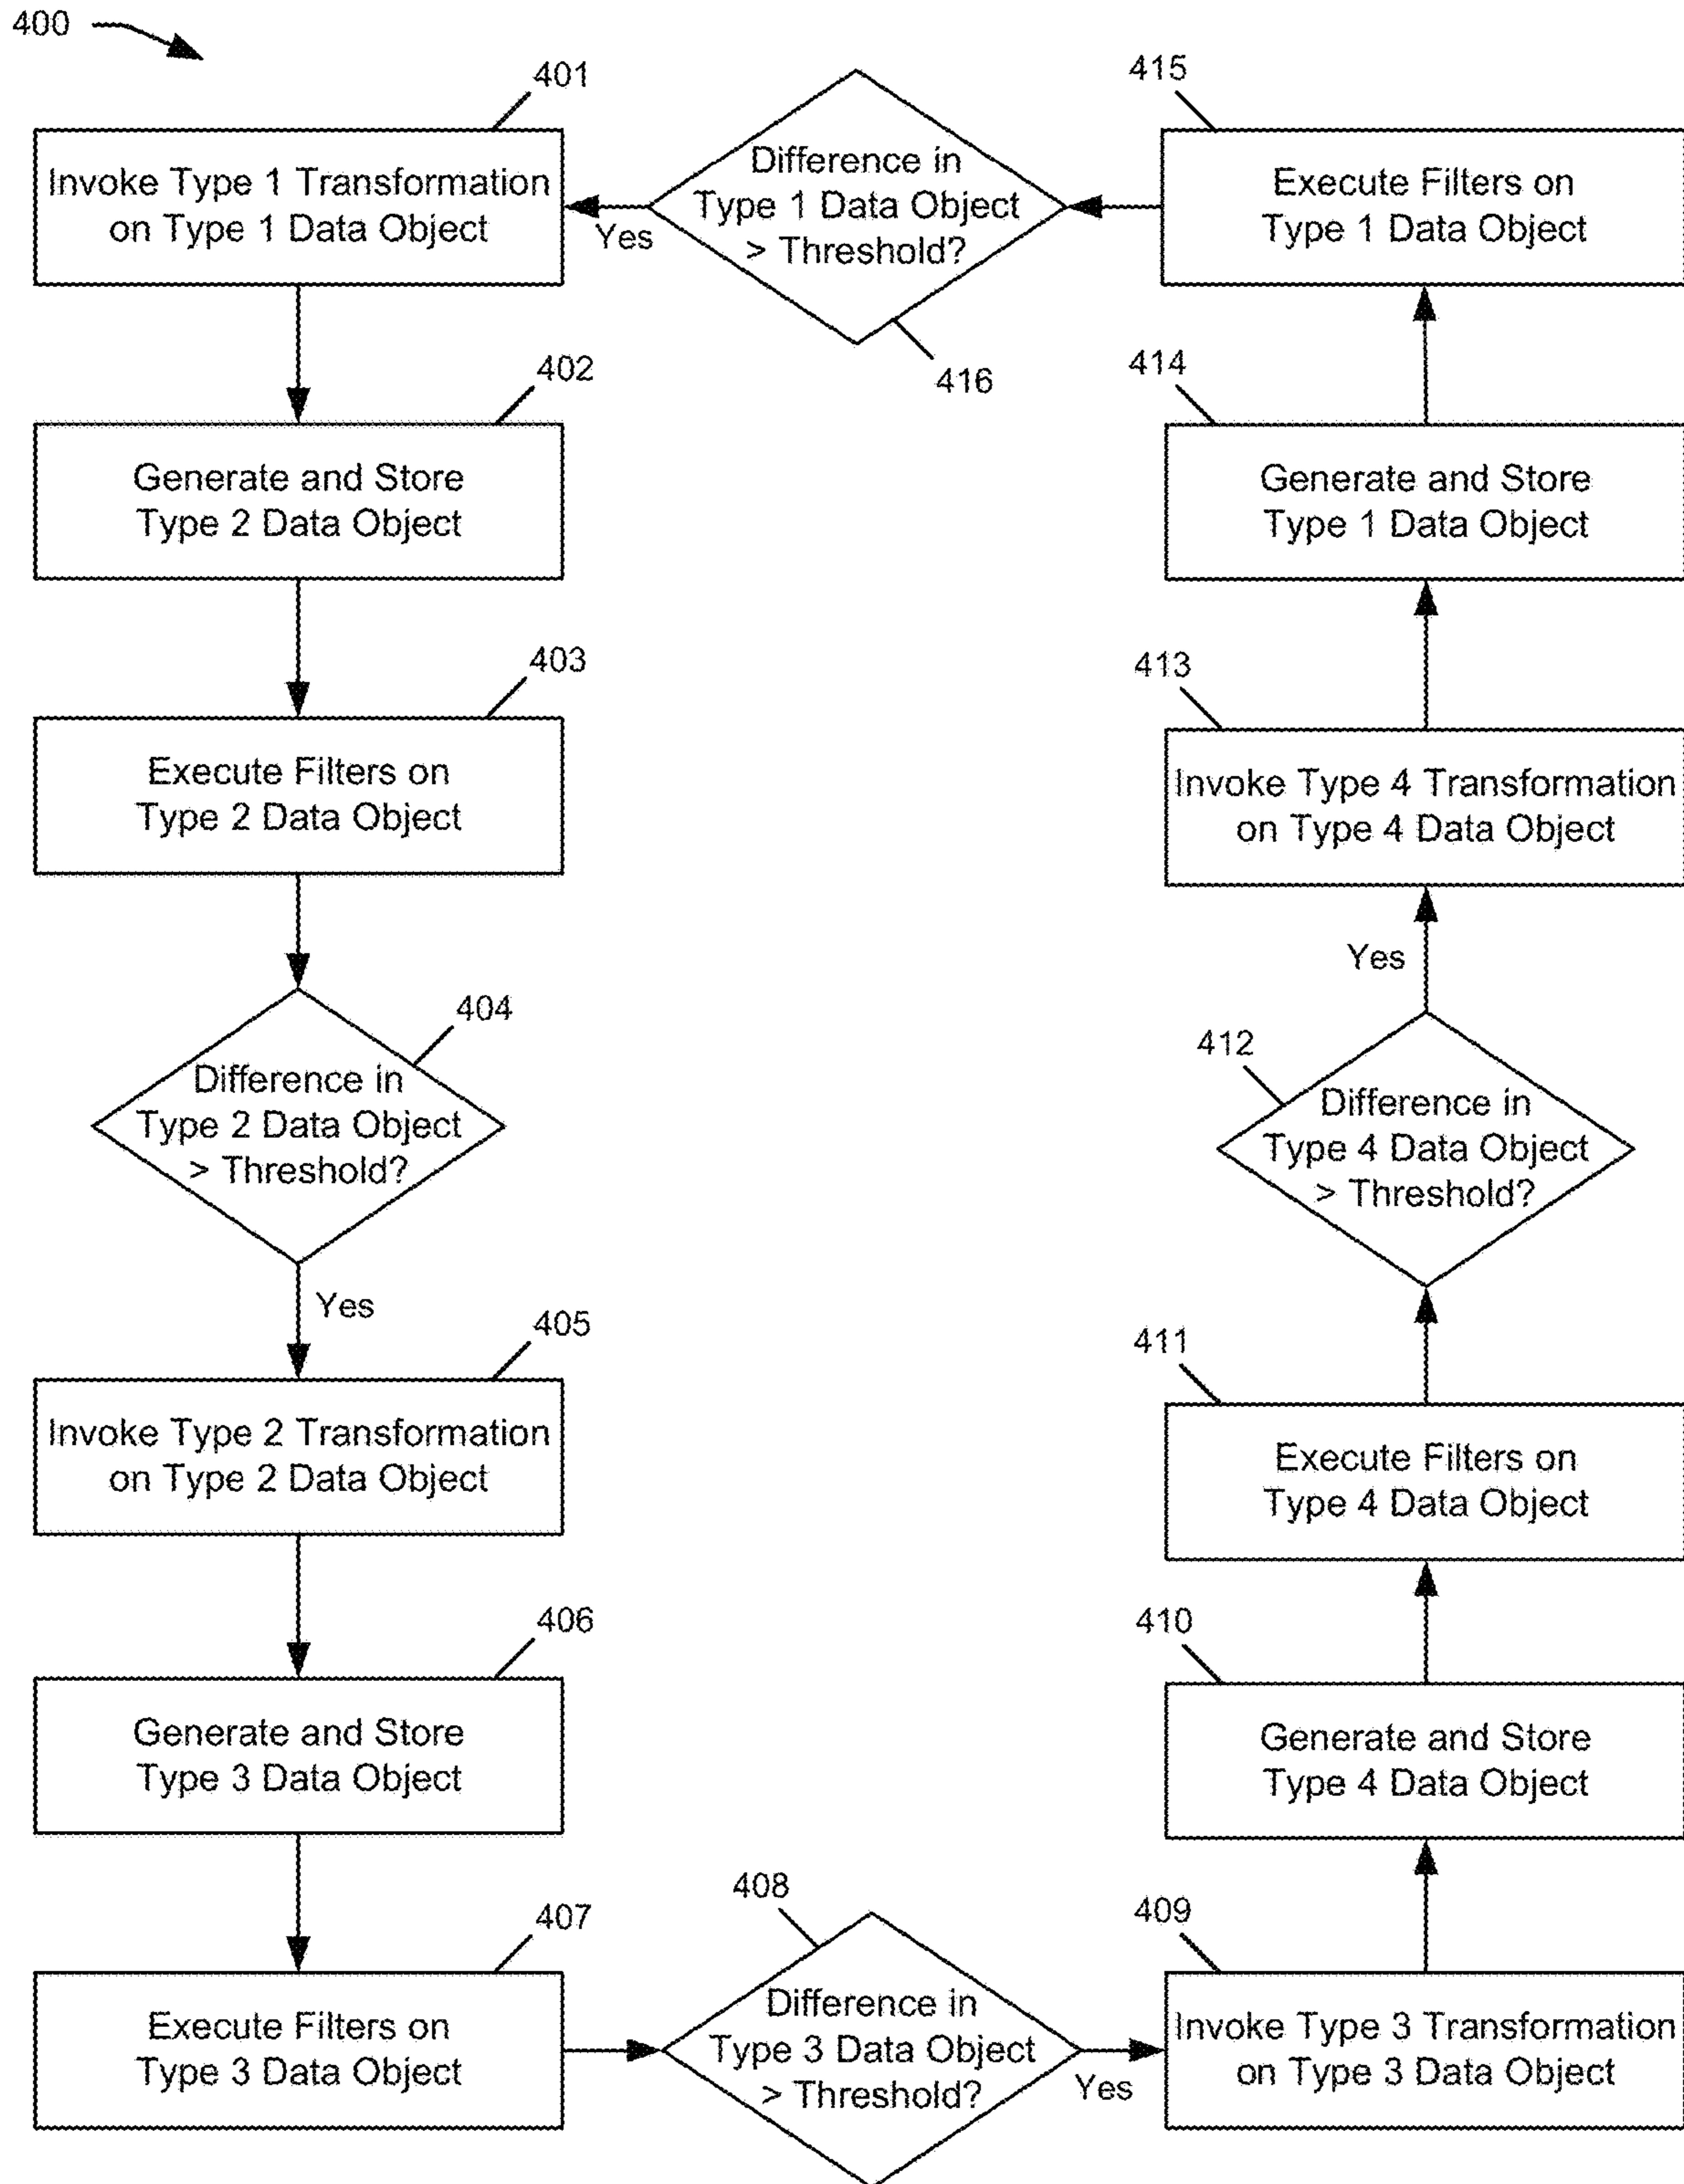 400
401
Invoke Type 1 Transformation
on Type 1 Data Object
402
Generate and Store
Type 2 Data Object
403
Execute Filters on
Type 2 Data Object
404
Difference in
Type 2 Data Object
> Threshold?
Yes
405
Invoke Type 2 Transformation
on Type 2 Data Object
406
Generate and Store
Type 3 Data Object
407
Execute Filters on
Type 3 Data Object
408
Difference in
Type 3 Data Object
> Threshold?
Yes
409
Invoke Type 3 Transformation
on Type 3 Data Object
410
Generate and Store
Type 4 Data Object
411
Execute Filters on
Type 4 Data Object
412
Difference in
Type 4 Data Object
> Threshold?
Yes
413
Invoke Type 4 Transformation
on Type 4 Data Object
414
Generate and Store
Type 1 Data Object
415
Execute Filters on
Type 1 Data Object
416
Difference in
Type 1 Data Object
> Threshold?
Yes